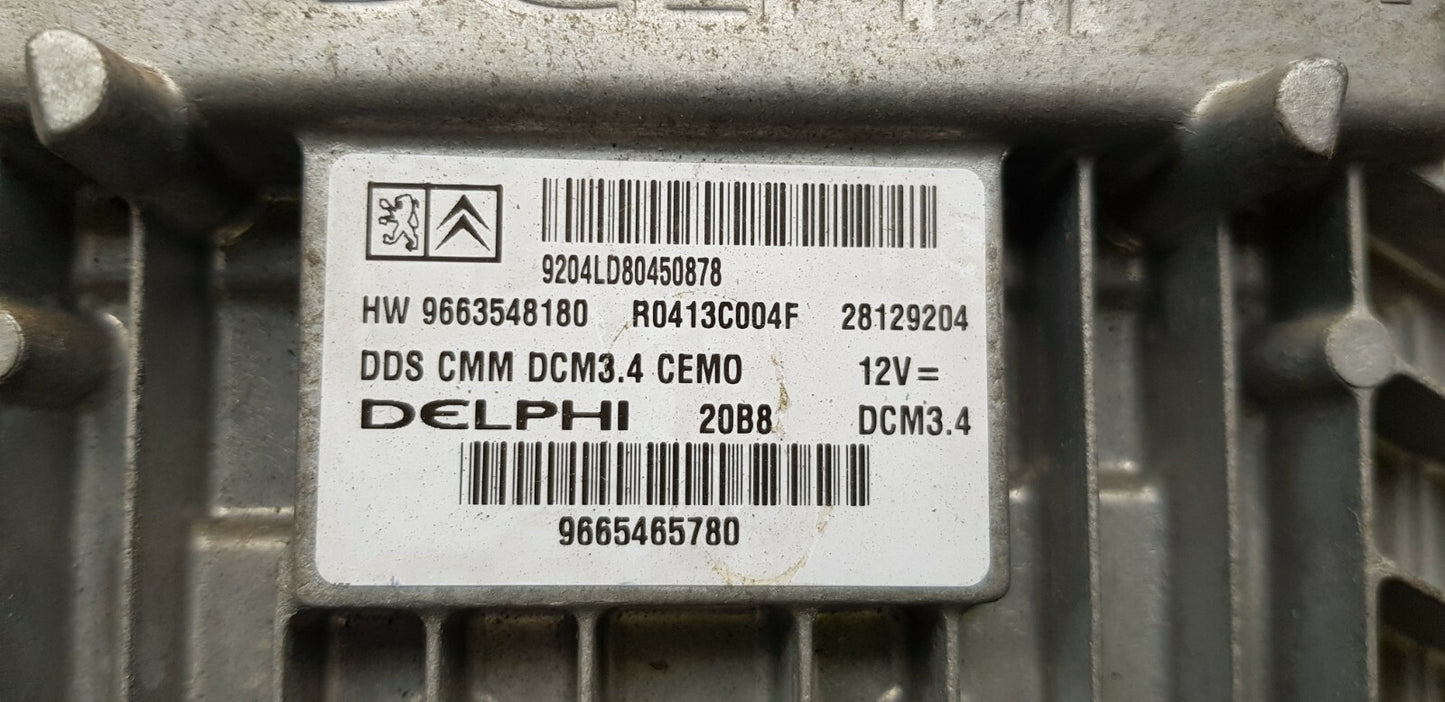 9204LD80450878
HW 9663548180 R0413C004F 28129204
DDS CMM DCM3.4 CEMO 12V=
DELPHI 20B8 DCM3.4
9665465780